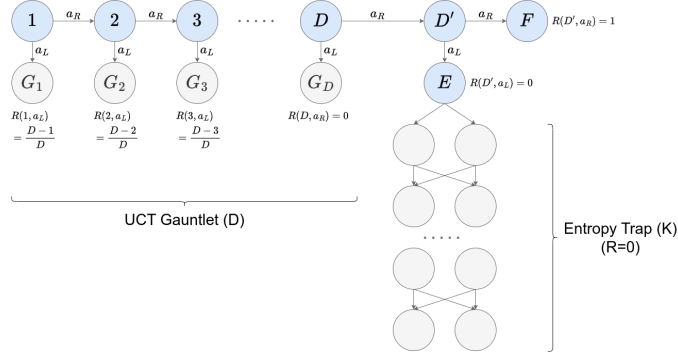 1 a_R 2 a_R 3 ..... D a_R D′ a_R F R(D′, a_R) = 1
a_L a_L a_L a_L a_L
G_1 G_2 G_3 G_D E R(D′, a_L) = 0
R(1, a_L) R(2, a_L) R(3, a_L) R(D, a_R) = 0
= (D − 1)/D = (D − 2)/D = (D − 3)/D
UCT Gauntlet (D)
Entropy Trap (K)
(R=0)
.....